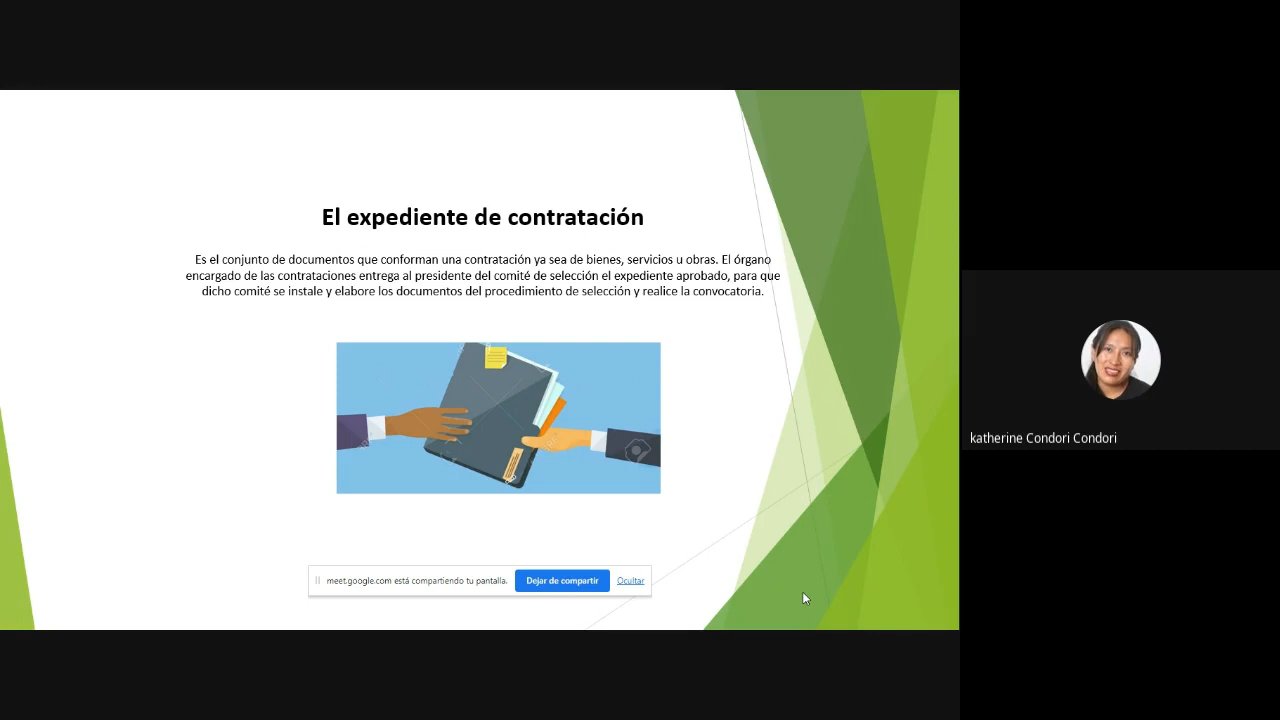 El expediente de contratación
Es el conjunto de documentos que conforman una contratación ya sea de bienes, servicios u obras. El órgano
encargado de las contrataciones entrega al presidente del comité de selección el expediente aprobado, para que
dicho comité se instale y elabore los documentos del procedimiento de selección y realice la convocatoria.
meet.google.com está compartiendo tu pantalla. Dejar de compartir Ocultar
katherine Condori Condori